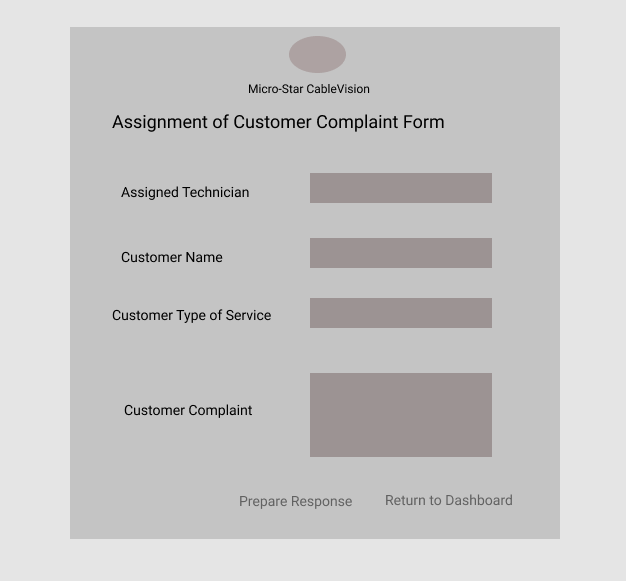 Micro-Star CableVision
Assignment of Customer Complaint Form
Assigned Technician
Customer Name
Customer Type of Service
Customer Complaint
Prepare Response
Return to Dashboard